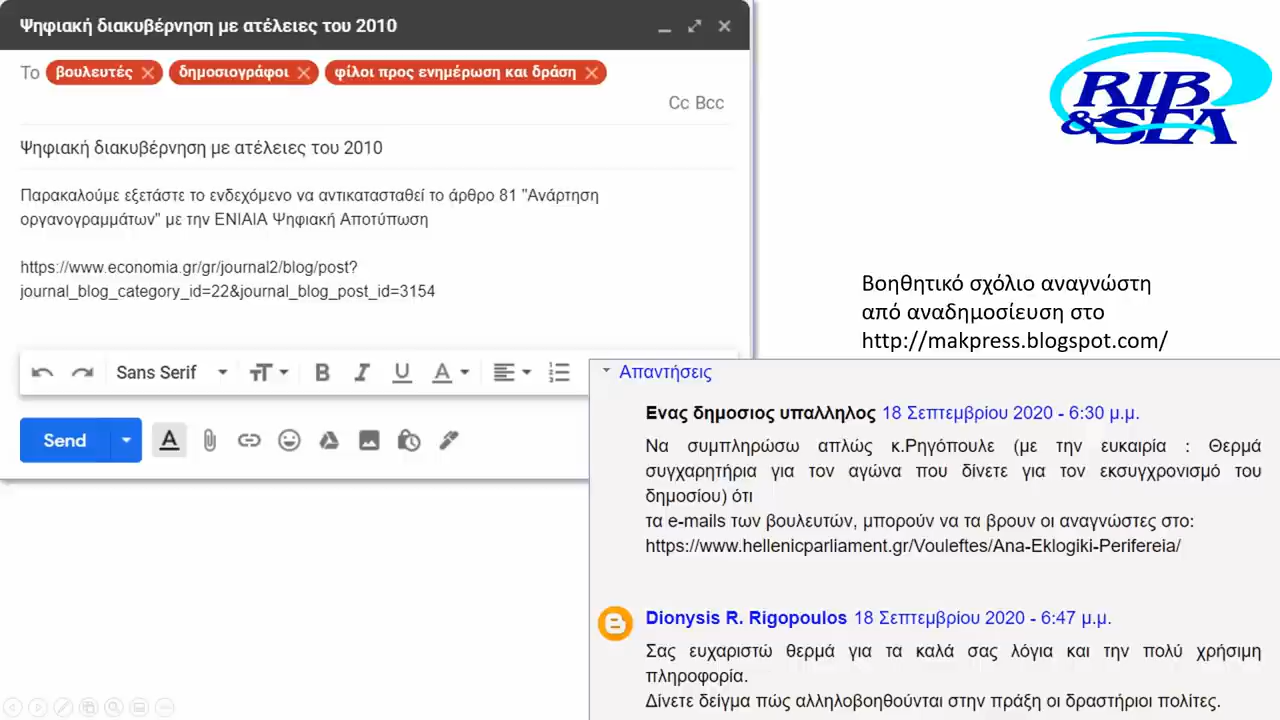 Ψηφιακή διακυβέρνηση με ατέλειες του 2010
To βουλευτές δημοσιογράφοι φίλοι προς ενημέρωση και δράση
Cc Bcc
Ψηφιακή διακυβέρνηση με ατέλειες του 2010
Παρακαλούμε εξετάστε το ενδεχόμενο να αντικατασταθεί το άρθρο 81 "Ανάρτηση
οργανογραμμάτων" με την ΕΝΙΑΙΑ Ψηφιακή Αποτύπωση
https://www.economia.gr/gr/journal2/blog/post?
journal_blog_category_id=22&journal_blog_post_id=3154
Sans Serif
Send
RIB
&SEA
Βοηθητικό σχόλιο αναγνώστη
από αναδημοσίευση στο
http://makpress.blogspot.com/
Απαντήσεις
Ενας δημοσιος υπαλληλος 18 Σεπτεμβρίου 2020 - 6:30 μ.μ.
Να συμπληρώσω απλώς κ.Ρηγόπουλε (με την ευκαιρία : Θερμά
συγχαρητήρια για τον αγώνα που δίνετε για τον εκσυγχρονισμό του
δημοσίου) ότι
τα e-mails των βουλευτών, μπορούν να τα βρουν οι αναγνώστες στο:
https://www.hellenicparliament.gr/Vouleftes/Ana-Eklogiki-Perifereia/
Dionysis R. Rigopoulos 18 Σεπτεμβρίου 2020 - 6:47 μ.μ.
Σας ευχαριστώ θερμά για τα καλά σας λόγια και την πολύ χρήσιμη
πληροφορία.
Δίνετε δείγμα πώς αλληλοβοηθούνται στην πράξη οι δραστήριοι πολίτες.